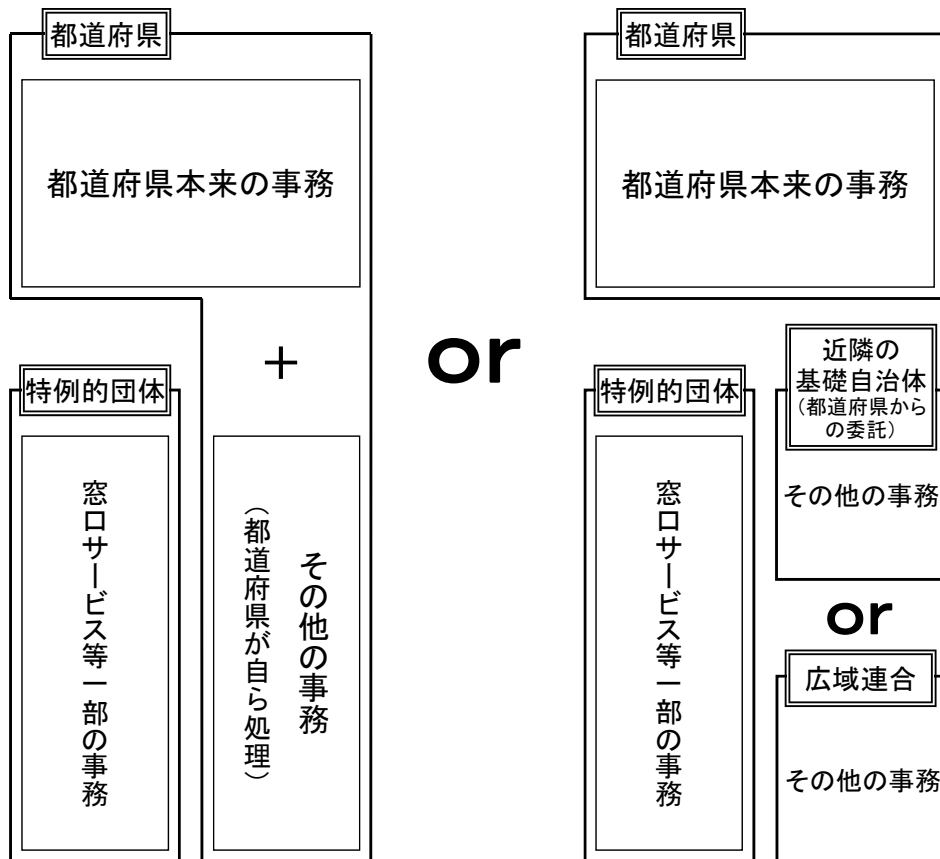 都道府県
都道府県本来の事務
+
特例的団体
窓口サービス等一部の事務
その他の事務
（都道府県が自ら処理）
or
都道府県
都道府県本来の事務
特例的団体
窓口サービス等一部の事務
近隣の
基礎自治体
（都道府県から
の委託）
その他の事務
or
広域連合
その他の事務